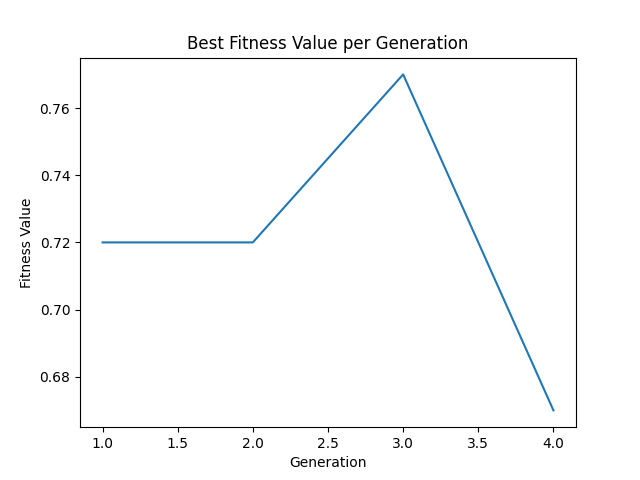 Best Fitness Value per Generation
0.76
0.74
0.72
0.70
0.68
Fitness Value
1.0 1.5 2.0 2.5 3.0 3.5 4.0
Generation